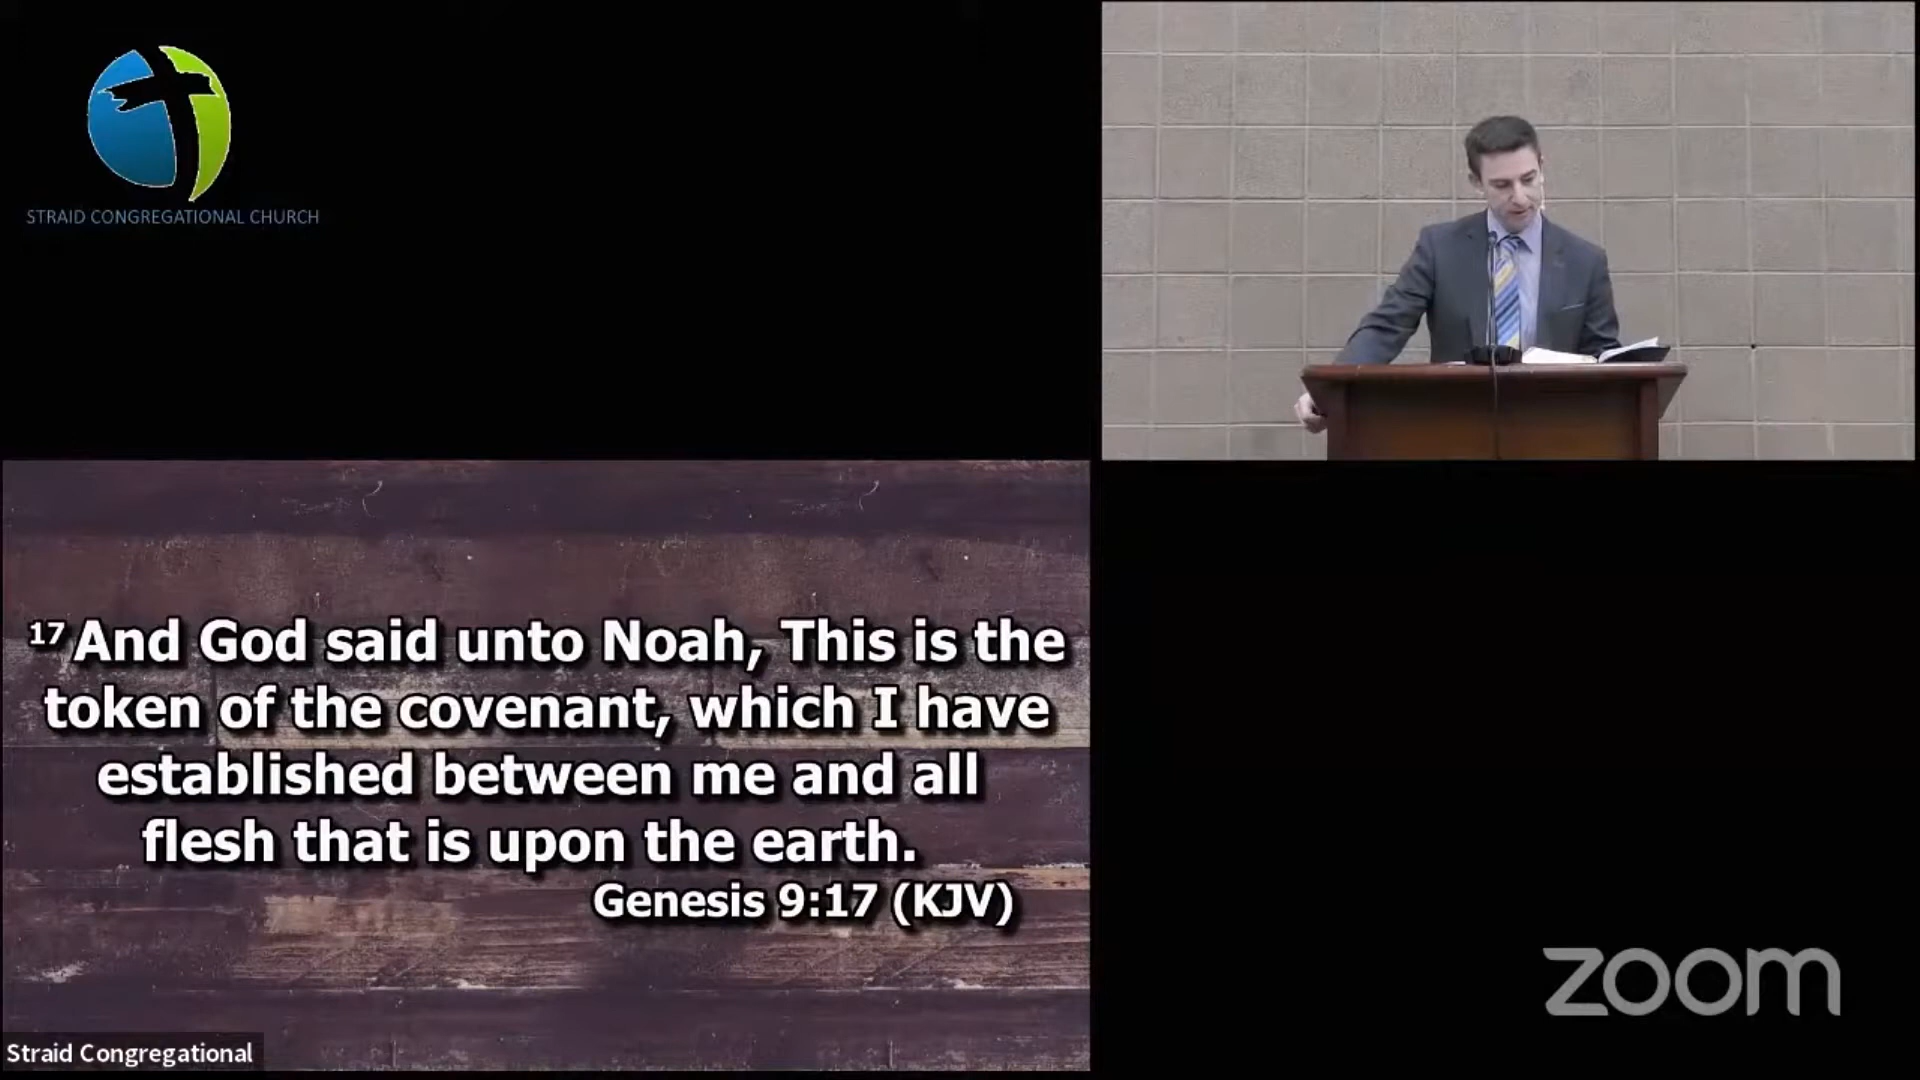 STRAID CONGREGATIONAL CHURCH
17 And God said unto Noah, This is the
token of the covenant, which I have
established between me and all
flesh that is upon the earth.
Genesis 9:17 (KJV)
Straid Congregational
zoom